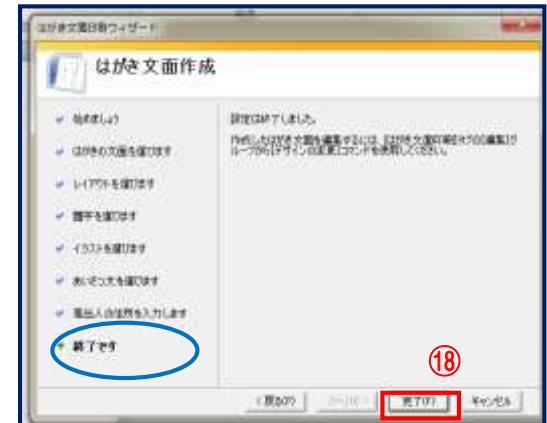 はがき文面印刷ウィザード
はがき文面作成
始めましょう
はがきの文面を選びます
レイアウトを選びます
題字を選びます
イラストを選びます
あいさつ文を選びます
差出人の住所を入力します
終了です
設定は終了しました。
作成したはがき文面を編集するには、[はがき文面印刷]タブの[編集]グ
ループから[デザインの変更]コマンドを使用してください。
⑱
< 戻る(P)
完了(F)
キャンセル